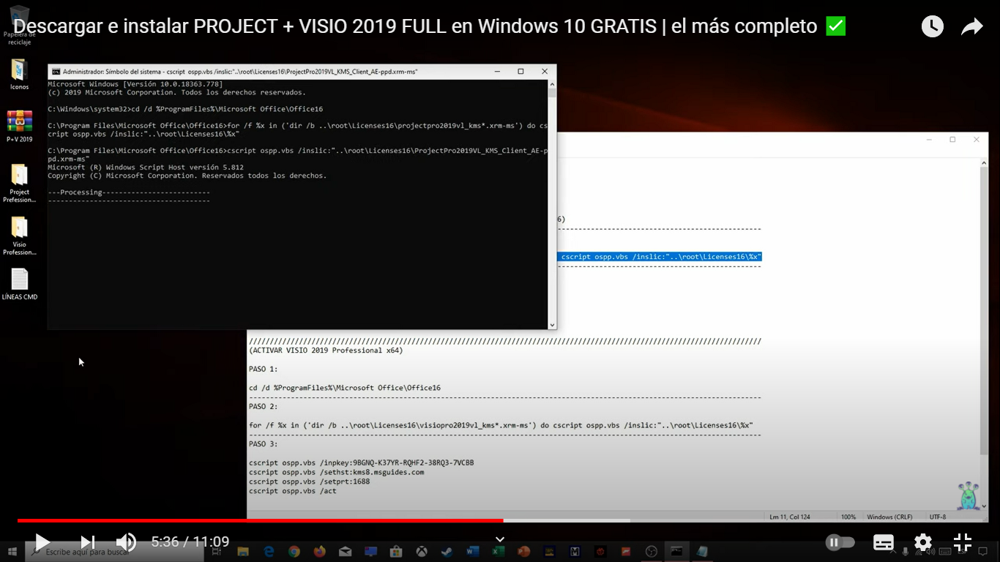 Descargar e instalar PROJECT + VISIO 2019 FULL en Windows 10 GRATIS | el más completo ✅
Papelera de
reciclaje
Iconos
P+V 2019
Project
Prefession...
Visio
Profession...
LÍNEAS CMD
Administrador: Símbolo del sistema - cscript ospp.vbs /inslic:"..\root\Licenses16\ProjectPro2019VL_KMS_Client_AE-ppd.xrm-ms"
Microsoft Windows [Versión 10.0.18363.778]
(c) 2019 Microsoft Corporation. Todos los derechos reservados.
C:\Windows\system32>cd /d %ProgramFiles%\Microsoft Office\Office16
C:\Program Files\Microsoft Office\Office16>for /f %x in ('dir /b ..\root\Licenses16\projectpro2019vl_kms*.xrm-ms') do cs
cript ospp.vbs /inslic:"..\root\Licenses16\%x"
C:\Program Files\Microsoft Office\Office16>cscript ospp.vbs /inslic:"..\root\Licenses16\ProjectPro2019VL_KMS_Client_AE-p
pd.xrm-ms"
Microsoft (R) Windows Script Host versión 5.812
Copyright (C) Microsoft Corporation. Reservados todos los derechos.
---Processing--------------------------
---------------------------------------
6)
cscript ospp.vbs /inslic:"..\root\Licenses16\%x"
(ACTIVAR VISIO 2019 Professional x64)
PASO 1:
cd /d %ProgramFiles%\Microsoft Office\Office16
PASO 2:
for /f %x in ('dir /b ..\root\Licenses16\visiopro2019vl_kms*.xrm-ms') do cscript ospp.vbs /inslic:"..\root\Licenses16\%x"
PASO 3:
cscript ospp.vbs /inpkey:9BGNQ-K37YR-RQHF2-38RQ3-7VCBB
cscript ospp.vbs /sethst:kms8.msguides.com
cscript ospp.vbs /setprt:1688
cscript ospp.vbs /act
Ln 11, Col 124
100%
Windows (CRLF)
UTF-8
5:36 / 11:09
Escribe aquí para buscar